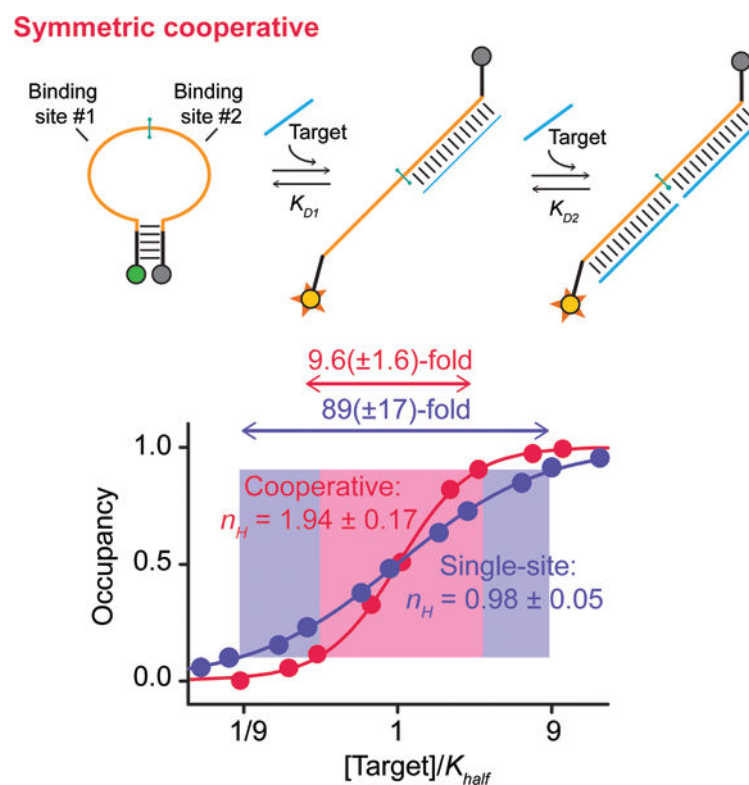 Symmetric cooperative
Binding
site #1
Binding
site #2
Target
K_D1
Target
K_D2
9.6(±1.6)-fold
89(±17)-fold
1.0
0.5
0.0
Occupancy
Cooperative:
n_H = 1.94 ± 0.17
Single-site:
n_H = 0.98 ± 0.05
1/9
1
9
[Target]/K_half